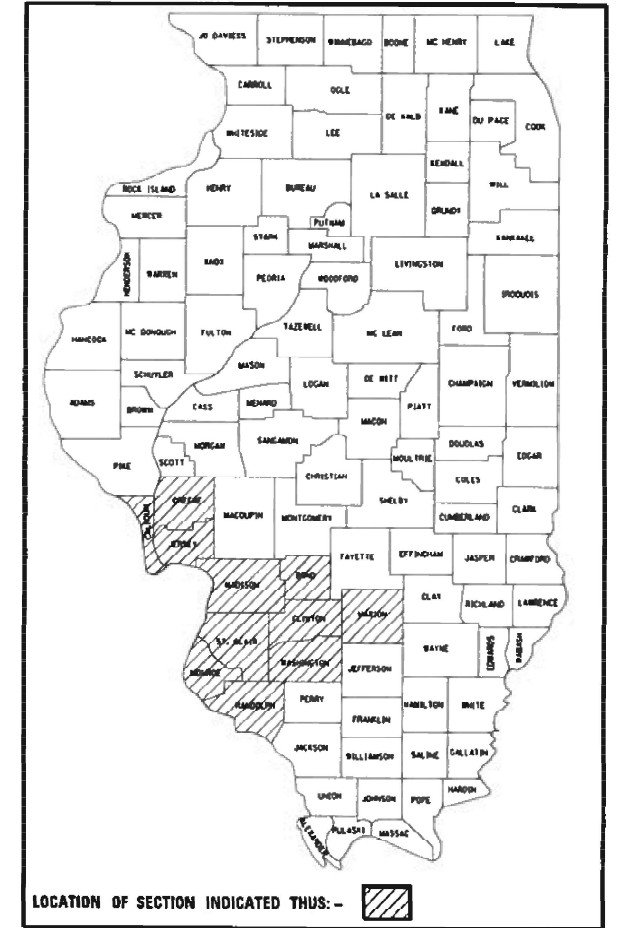 JO DAVIESS STEPHENSON WINNEBAGO BOONE MC HENRY LAKE
CARROLL OGLE DE KALB KANE DU PAGE COOK
WHITESIDE LEE
KENDALL WILL
ROCK ISLAND HENRY BUREAU LA SALLE
GRUNDY
MERCER PUTNAM
STARK MARSHALL KANKAKEE
HENDERSON WARREN KNOX PEORIA WOODFORD LIVINGSTON
IROQUOIS
HANCOCK MC DONOUGH FULTON TAZEWELL MC LEAN FORD
MASON
SCHUYLER LOGAN DE WITT CHAMPAIGN VERMILION
ADAMS BROWN CASS MENARD PIATT
MACON
MORGAN SANGAMON DOUGLAS
PIKE SCOTT MOULTRIE EDGAR
CHRISTIAN COLES
GREENE SHELBY
CALHOUN MACOUPIN MONTGOMERY CUMBERLAND CLARK
JERSEY
FAYETTE EFFINGHAM JASPER CRAWFORD
MADISON BOND
CLAY RICHLAND LAWRENCE
CLINTON MARION
ST. CLAIR WAYNE EDWARDS WABASH
WASHINGTON JEFFERSON
MONROE
RANDOLPH PERRY HAMILTON WHITE
FRANKLIN
JACKSON WILLIAMSON SALINE GALLATIN
UNION JOHNSON POPE HARDIN
ALEXANDER PULASKI MASSAC
LOCATION OF SECTION INDICATED THUS:-